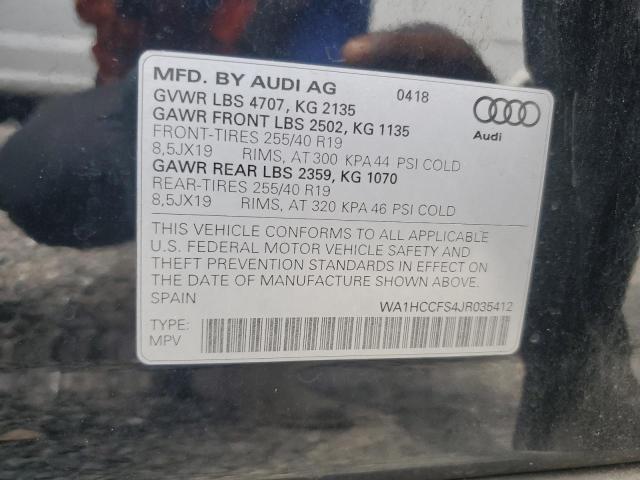 MFD. BY AUDI AG 0418
GVWR LBS 4707, KG 2135
GAWR FRONT LBS 2502, KG 1135
FRONT-TIRES 255/40 R19
8,5JX19 RIMS, AT 300 KPA 44 PSI COLD
GAWR REAR LBS 2359, KG 1070
REAR-TIRES 255/40 R19
8,5JX19 RIMS, AT 320 KPA 46 PSI COLD
Audi
THIS VEHICLE CONFORMS TO ALL APPLICABLE
U.S. FEDERAL MOTOR VEHICLE SAFETY AND
THEFT PREVENTION STANDARDS IN EFFECT ON
THE DATE OF MANUFACTURE SHOWN ABOVE
SPAIN
WA1HCCFS4JR035412
TYPE:
MPV